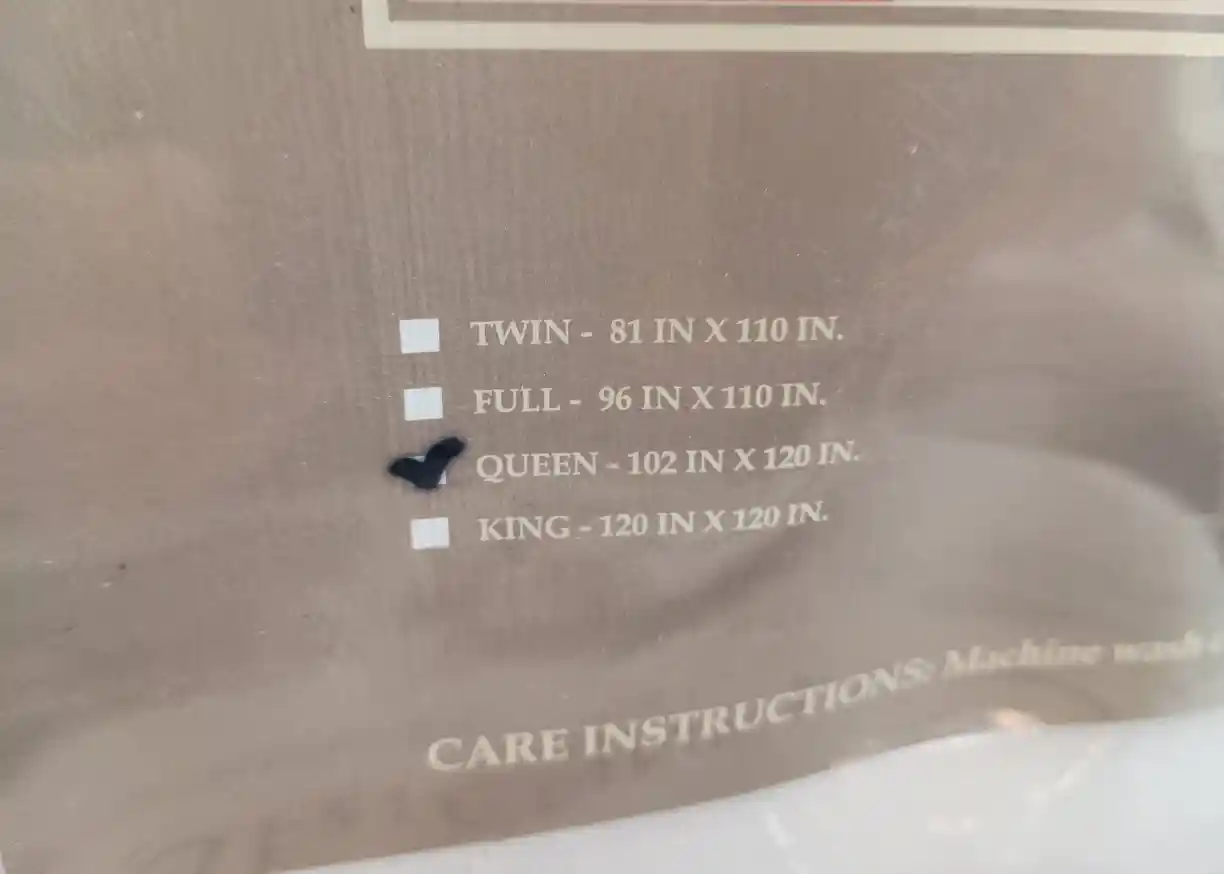 TWIN - 81 IN X 110 IN.
FULL - 96 IN X 110 IN.
QUEEN - 102 IN X 120 IN.
KING - 120 IN X 120 IN.
CARE INSTRUCTIONS: Machine wash